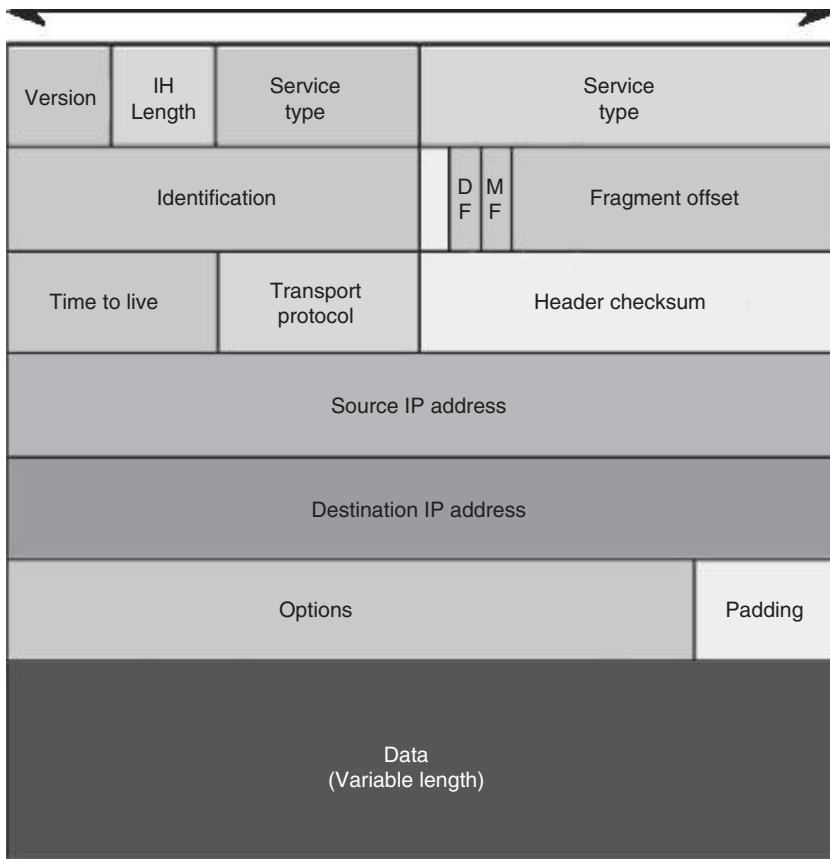 Version
IH
Length
Service
type
Service
type
Identification
D
F
M
F
Fragment offset
Time to live
Transport
protocol
Header checksum
Source IP address
Destination IP address
Options
Padding
Data
(Variable length)